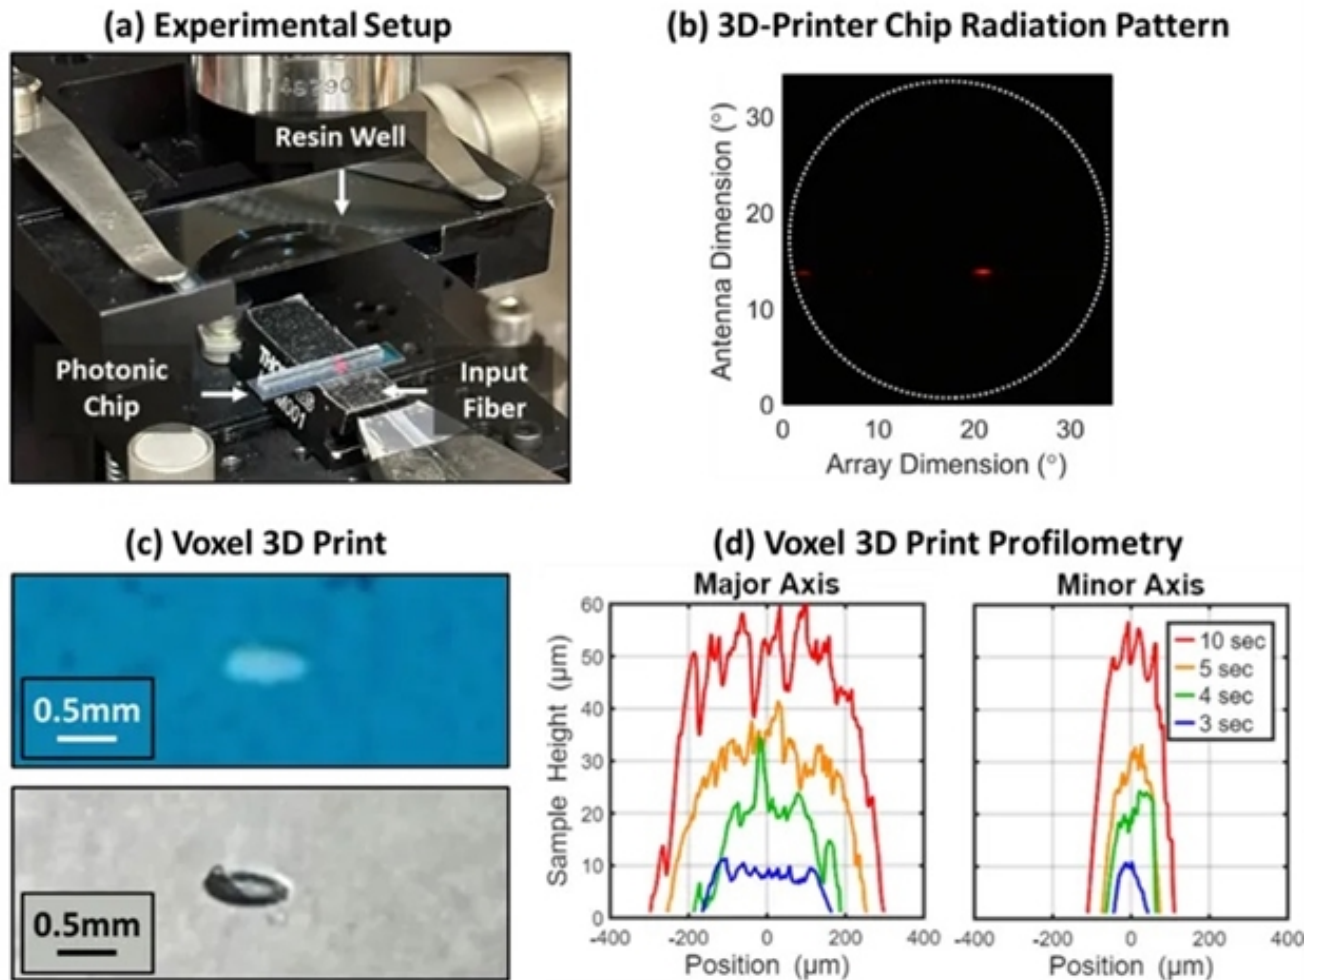 (a) Experimental Setup
148790
Resin Well
Photonic
Chip
Input
Fiber
(b) 3D-Printer Chip Radiation Pattern
Antenna Dimension (°)
30
20
10
0
0 10 20 30
Array Dimension (°)
(c) Voxel 3D Print
0.5mm
0.5mm
(d) Voxel 3D Print Profilometry
Major Axis
Sample Height (µm)
60
50
40
30
20
10
0
-400 -200 0 200 400
Position (µm)
Minor Axis
10 sec
5 sec
4 sec
3 sec
-400 -200 0 200 400
Position (µm)